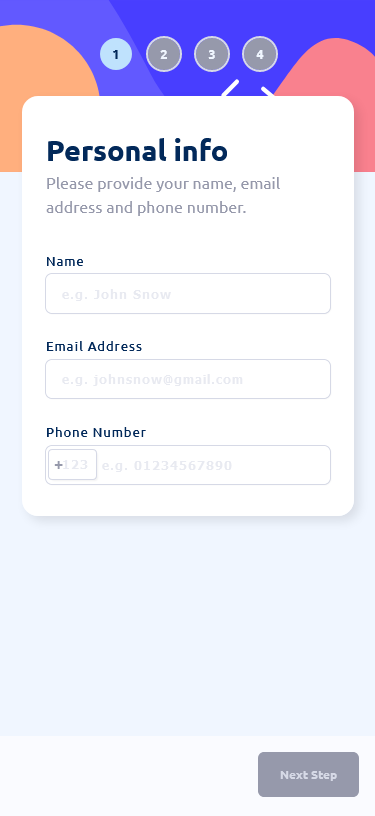 1 2 3 4
Personal info
Please provide your name, email
address and phone number.
Name
e.g. John Snow
Email Address
e.g. johnsnow@gmail.com
Phone Number
+123 e.g. 01234567890
Next Step